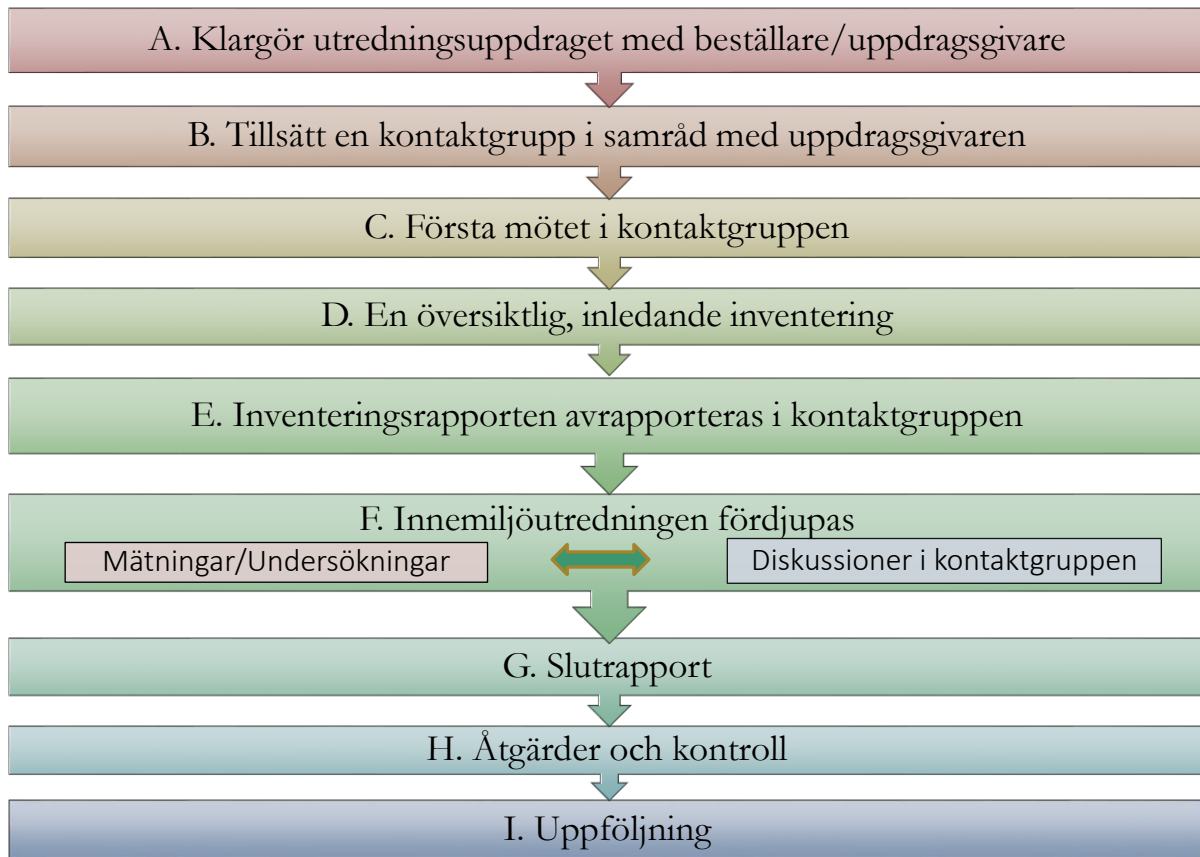 A. Klargör utredningsuppdraget med beställare/uppdragsgivare
B. Tillsätt en kontaktgrupp i samråd med uppdragsgivaren
C. Första mötet i kontaktgruppen
D. En översiktlig, inledande inventering
E. Inventeringsrapporten avrapporteras i kontaktgruppen
F. Innemiljöutredningen fördjupas
Mätningar/Undersökningar
Diskussioner i kontaktgruppen
G. Slutrapport
H. Åtgärder och kontroll
I. Uppföljning